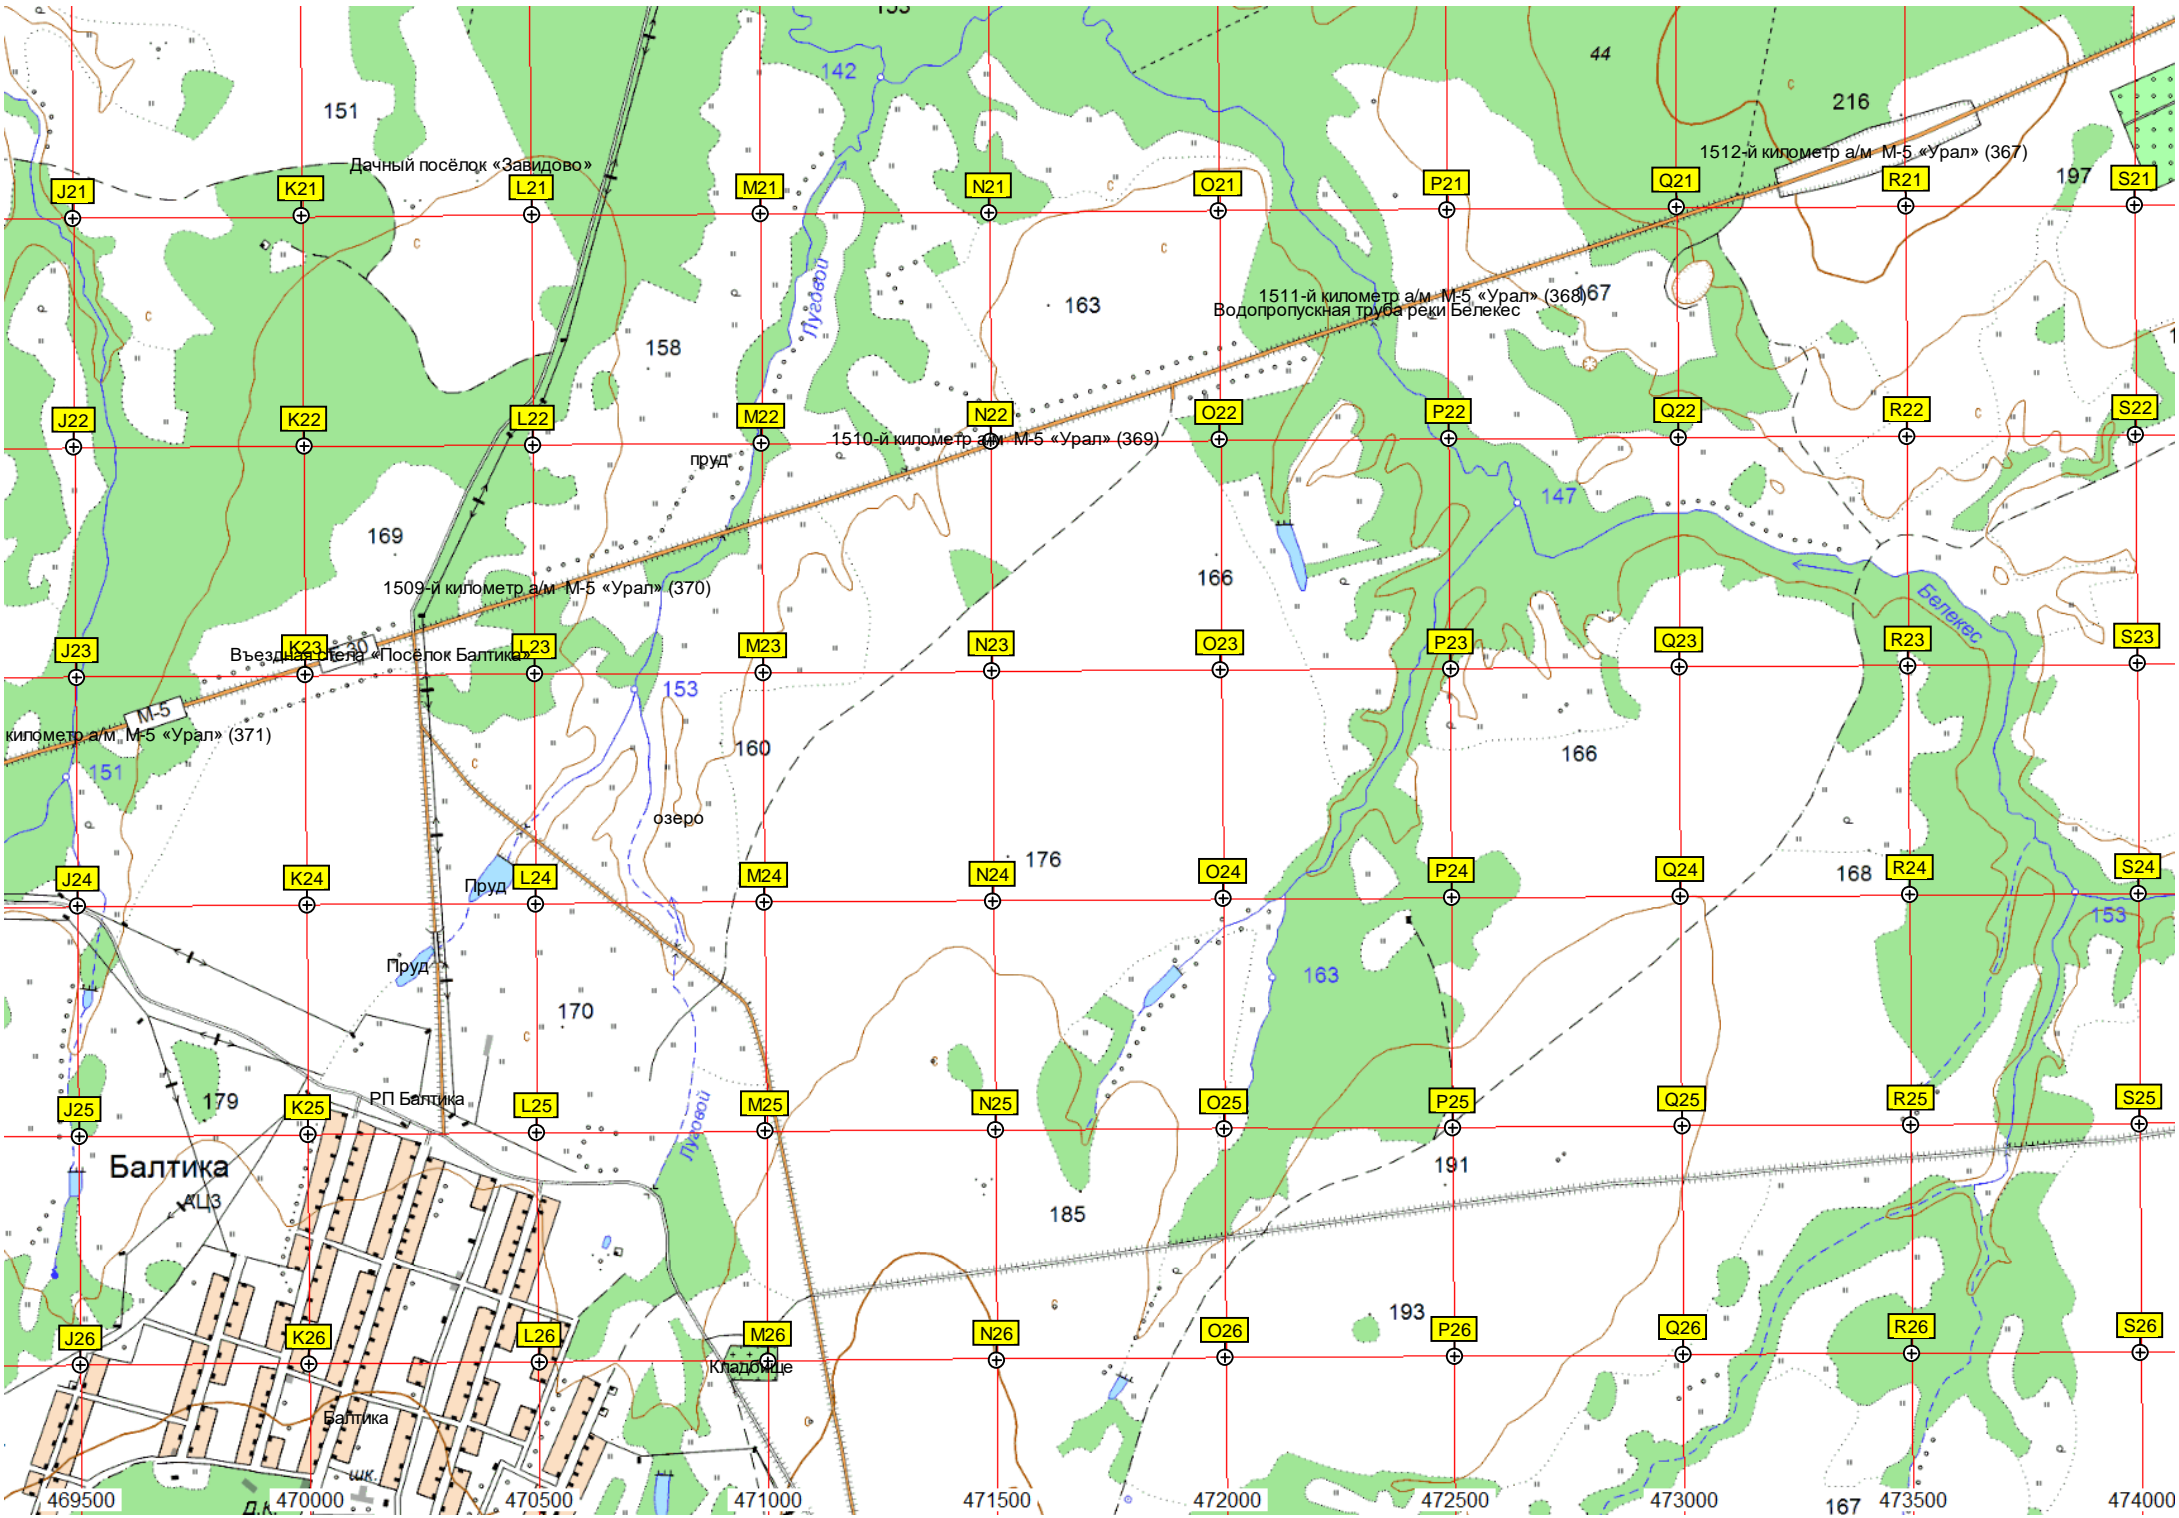 155
44
142
151
216
Дачный посёлок «Завидово»
1512-й километр а/м М-5 «Урал» (367)
197
J21 K21 L21 M21 N21 O21 P21 Q21 R21 S21
с с с с
Луговой
163
1511-й километр а/м М-5 «Урал» (368)
167
Водопропускная труба реки Белекес
158
с
J22 K22 L22 M22 N22 O22 P22 Q22 R22 S22
с
1510-й километр а/м М-5 «Урал» (369)
пруд
147
169
166
1509-й километр а/м М-5 «Урал» (370)
Белекес
J23 K23 L23 M23 N23 O23 P23 Q23 R23 S23
E 30
Въездная стела «Посёлок Балтика»
153
М-5
километр а/м М-5 «Урал» (371)
160
166
151
с
озеро
176
168
J24 K24 L24 M24 N24 O24 P24 Q24 R24 S24
Пруд
153
Пруд
163
170
с
с
179
РП Балтика
J25 K25 L25 M25 N25 O25 P25 Q25 R25 S25
Луговой
Балтика
191
АЦЗ
185
с
193
J26 K26 L26 M26 N26 O26 P26 Q26 R26 S26
Кладбище
Балтика
с
шк.
Д.К.
167
469500 470000 470500 471000 471500 472000 472500 473000 473500 474000